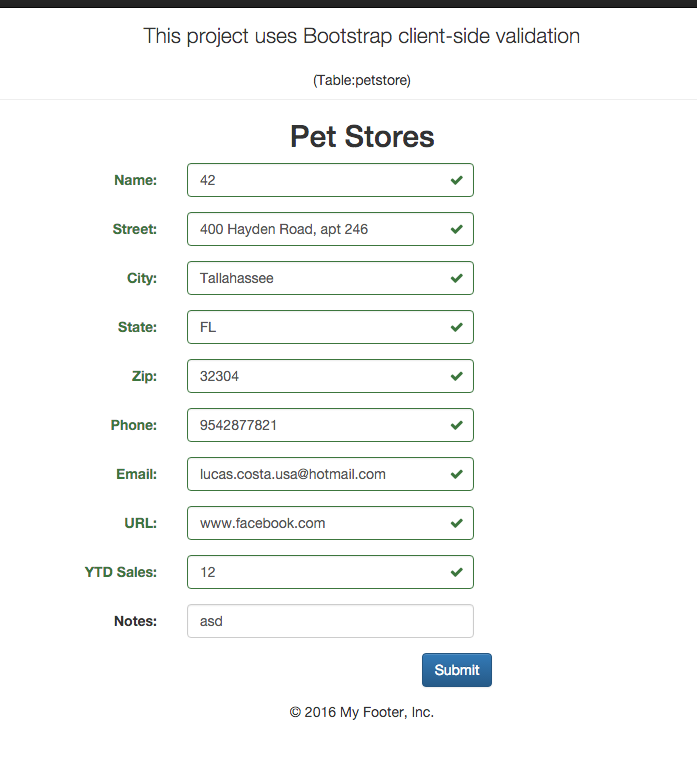 This project uses Bootstrap client-side validation
(Table:petstore)
Pet Stores
Name: 42
Street: 400 Hayden Road, apt 246
City: Tallahassee
State: FL
Zip: 32304
Phone: 9542877821
Email: lucas.costa.usa@hotmail.com
URL: www.facebook.com
YTD Sales: 12
Notes: asd
Submit
© 2016 My Footer, Inc.